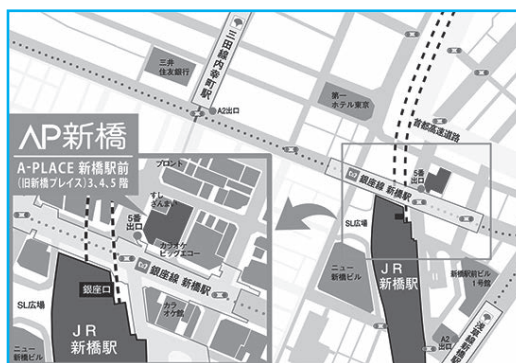 三田線内幸町駅
三井
住友銀行
A2出口
第一
ホテル東京
首都高速道路
5番
出口
銀座線 新橋駅
SL広場
ニュー
新橋ビル
JR
新橋駅
新橋駅前ビル
1号館
A2
出口
浅草線新橋
AP新橋
A-PLACE 新橋駅前
(旧新橋プレイス)3、4、5 階
プロント
すし
ざんまい
5番
出口
カラオケ
ビッグエコー
銀座線 新橋駅
銀座口
SL広場
カラ
オケ館
JR
新橋駅
ニュー
新橋ビル